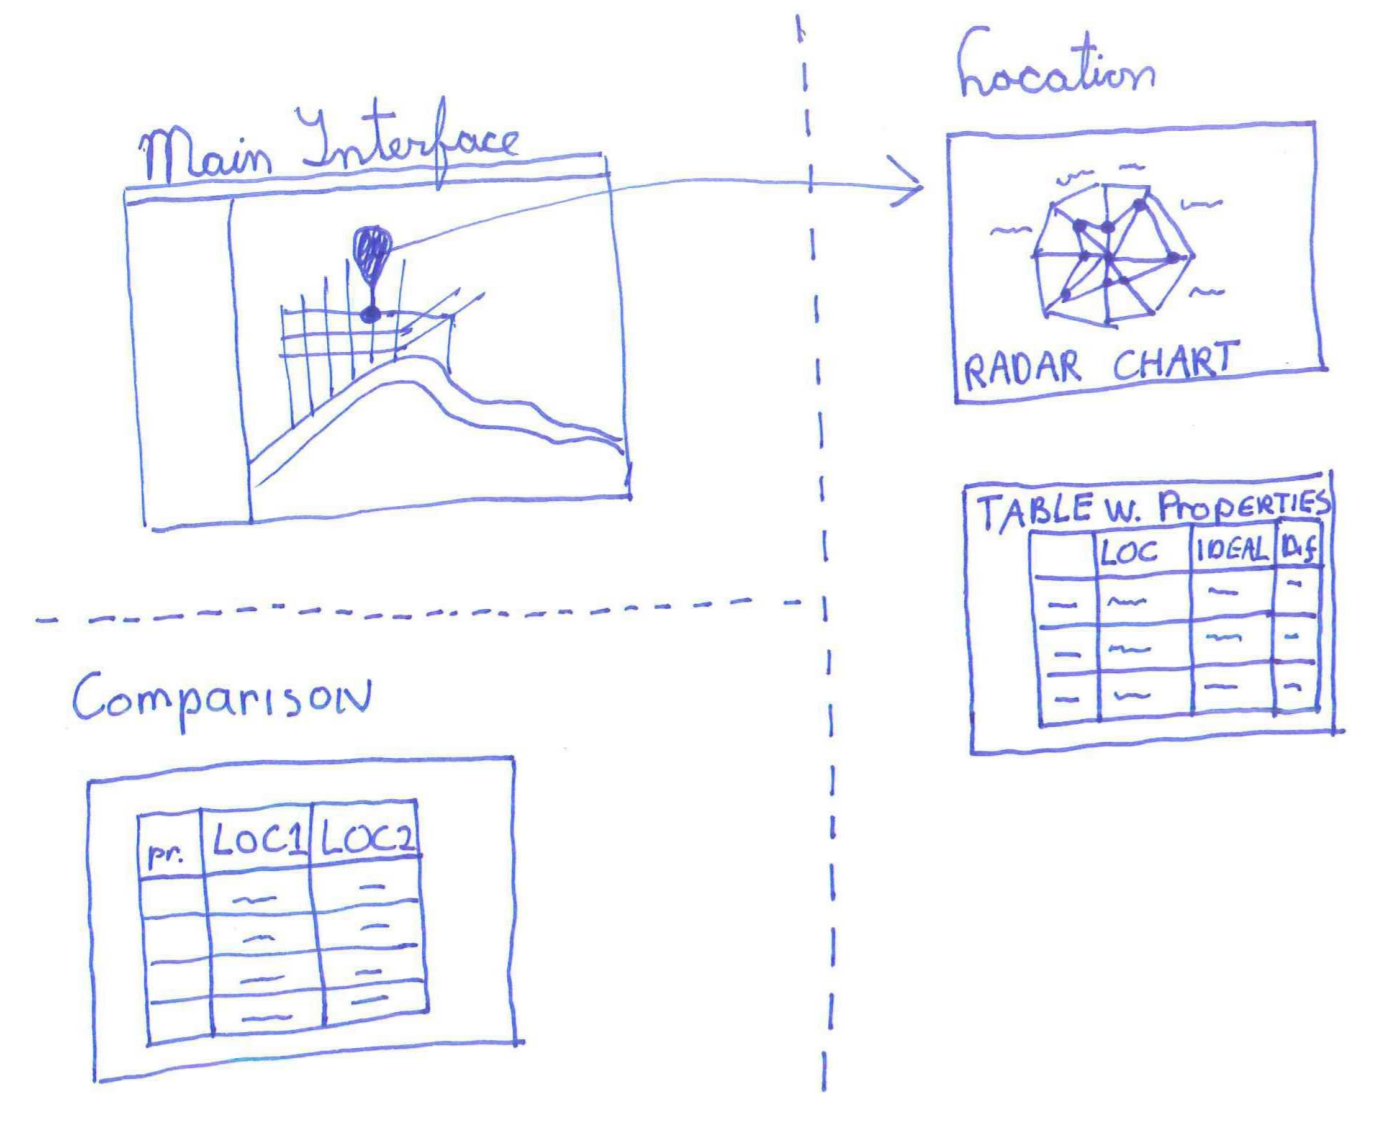 Main Interface
Location
RADAR CHART
TABLE W. PROPERTIES
LOC IDEAL Dif
Comparison
pr. LOC1 LOC2